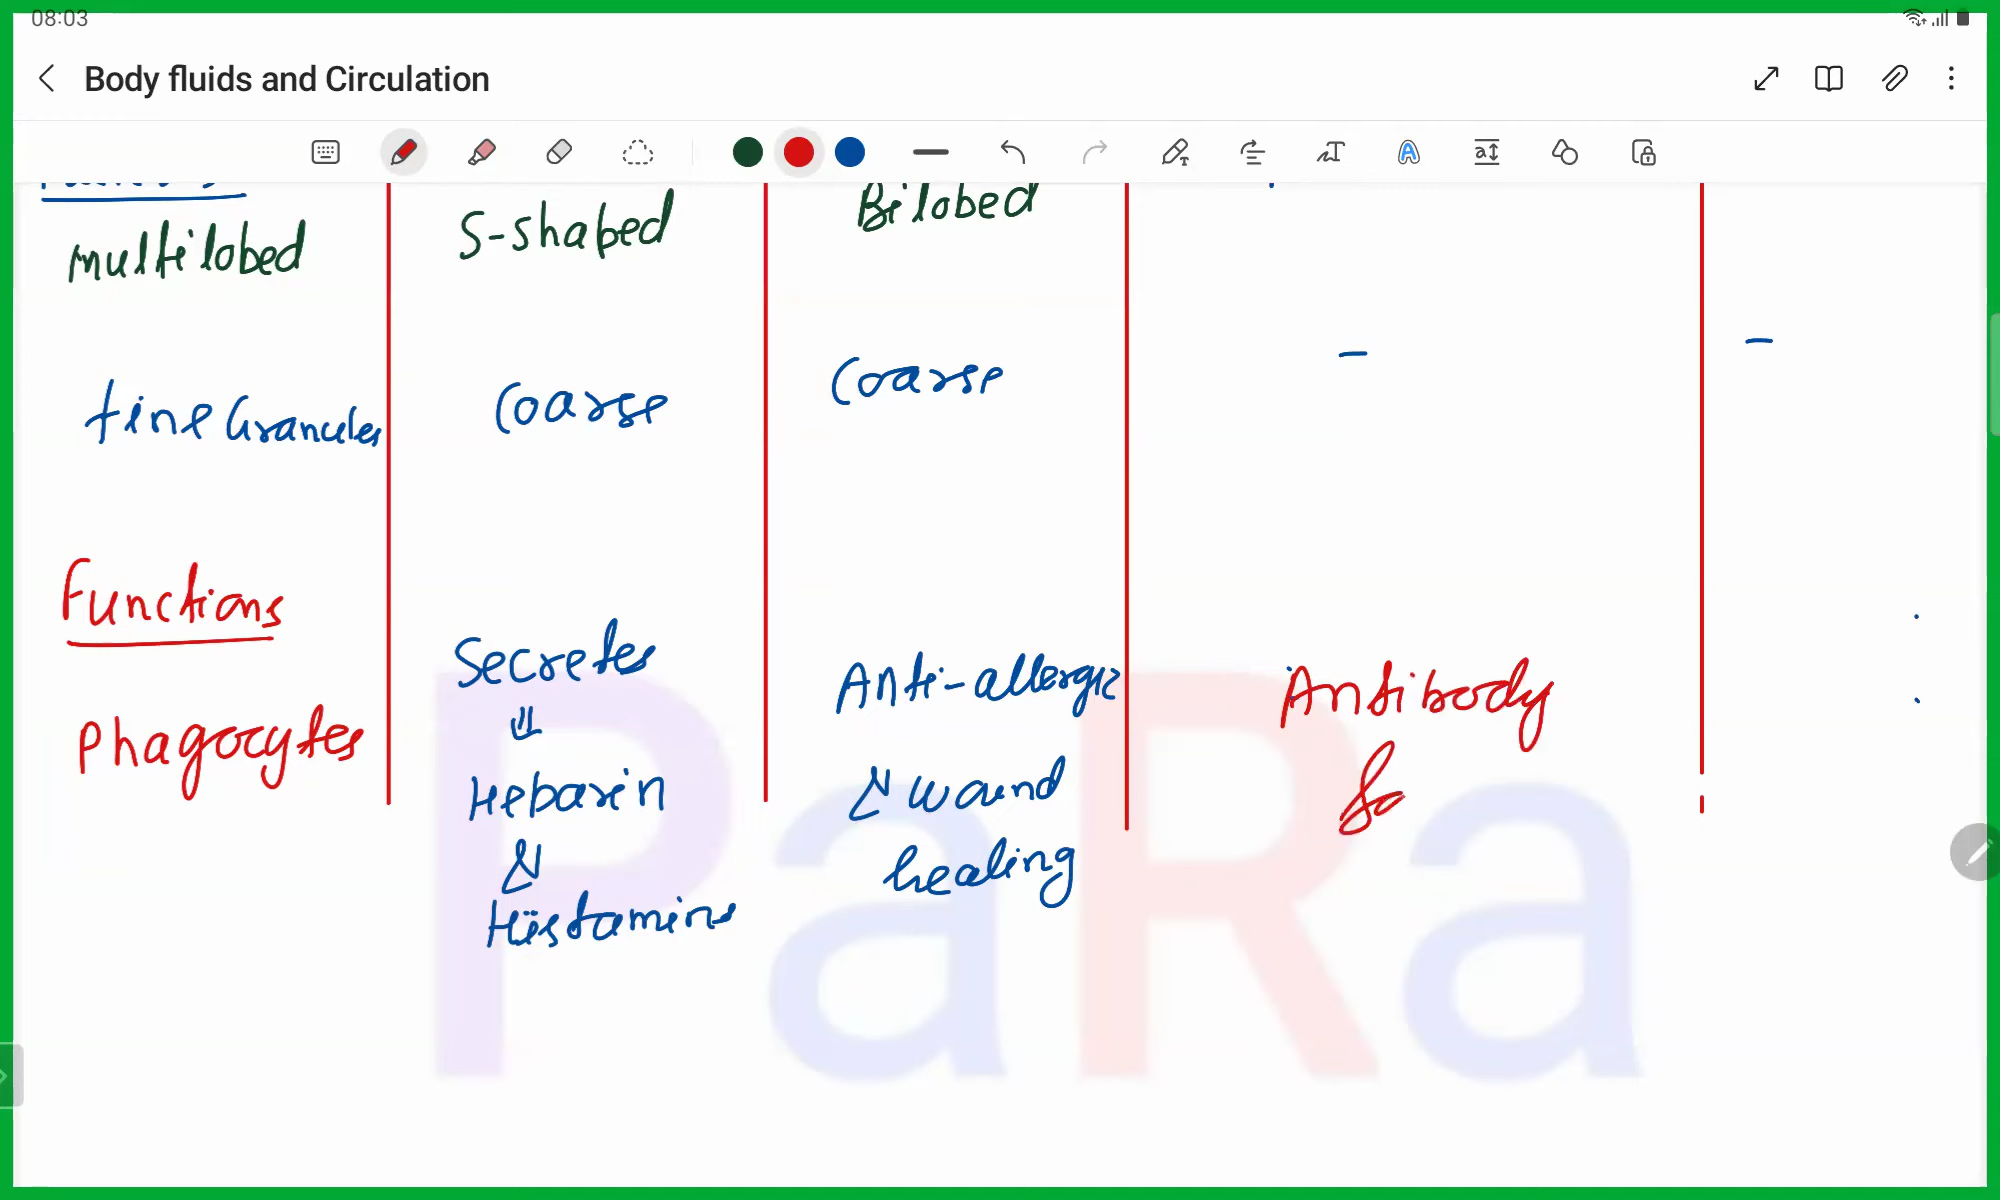 08:03
Body fluids and Circulation
Multilobed
S-shaped
Bilobed
fine Granules
Coarse
Coarse
-
-
Functions
Phagocytes
Secretes
Heparin
&
Histamine
Anti-allergic
& wound
healing
Antibody
fo
PaRa